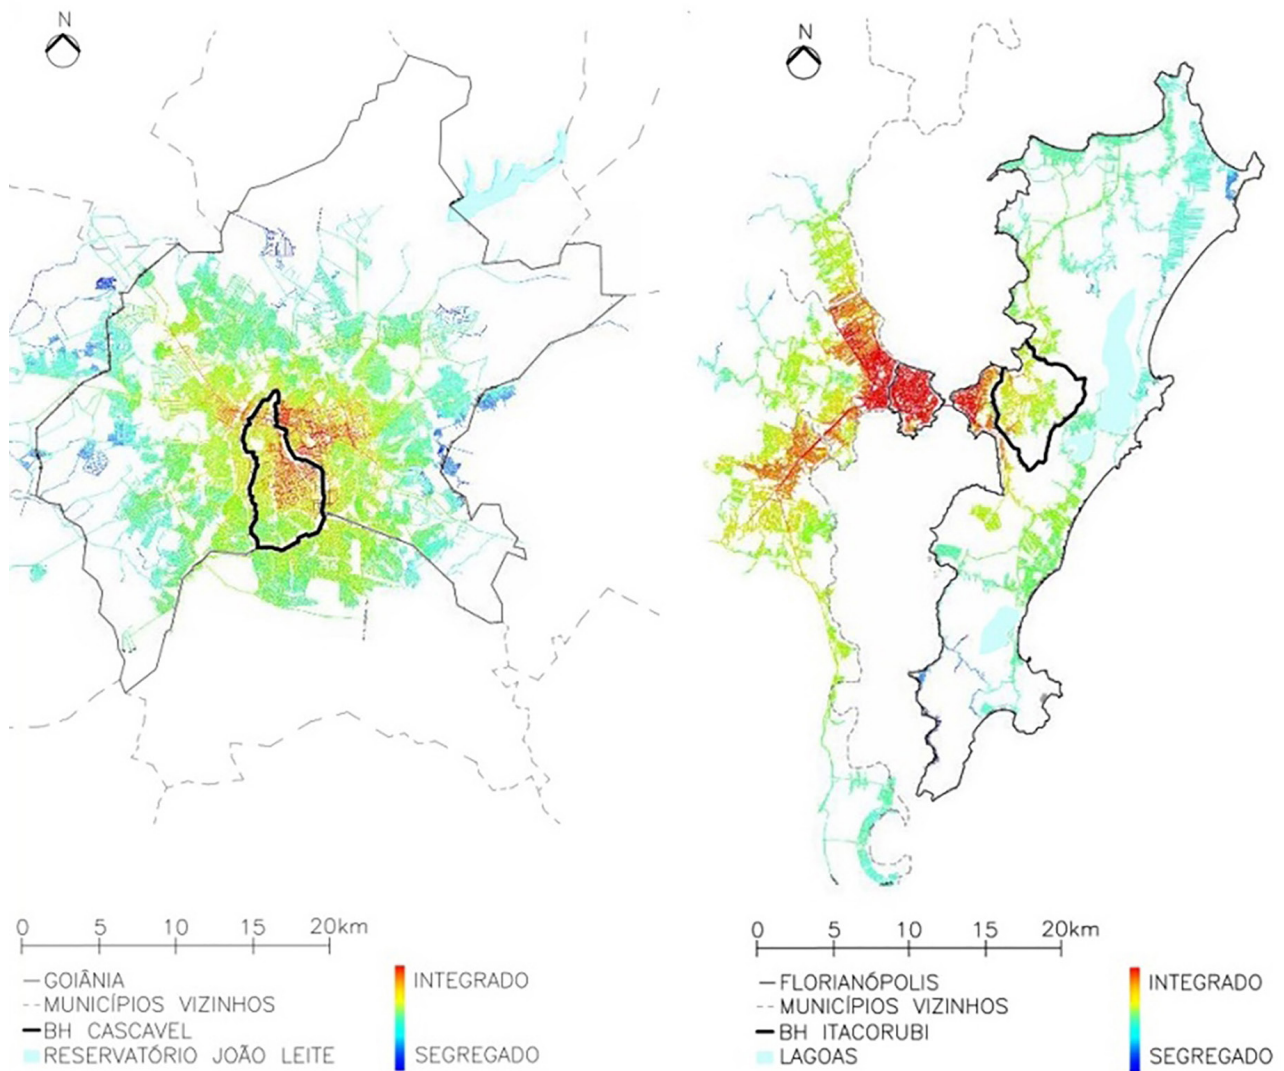 N
0 5 10 15 20km
GOIÂNIA
MUNICÍPIOS VIZINHOS
BH CASCAVEL
RESERVATÓRIO JOÃO LEITE
INTEGRADO
SEGREGADO
N
0 5 10 15 20km
FLORIANÓPOLIS
MUNICÍPIOS VIZINHOS
BH ITACORUBI
LAGOAS
INTEGRADO
SEGREGADO